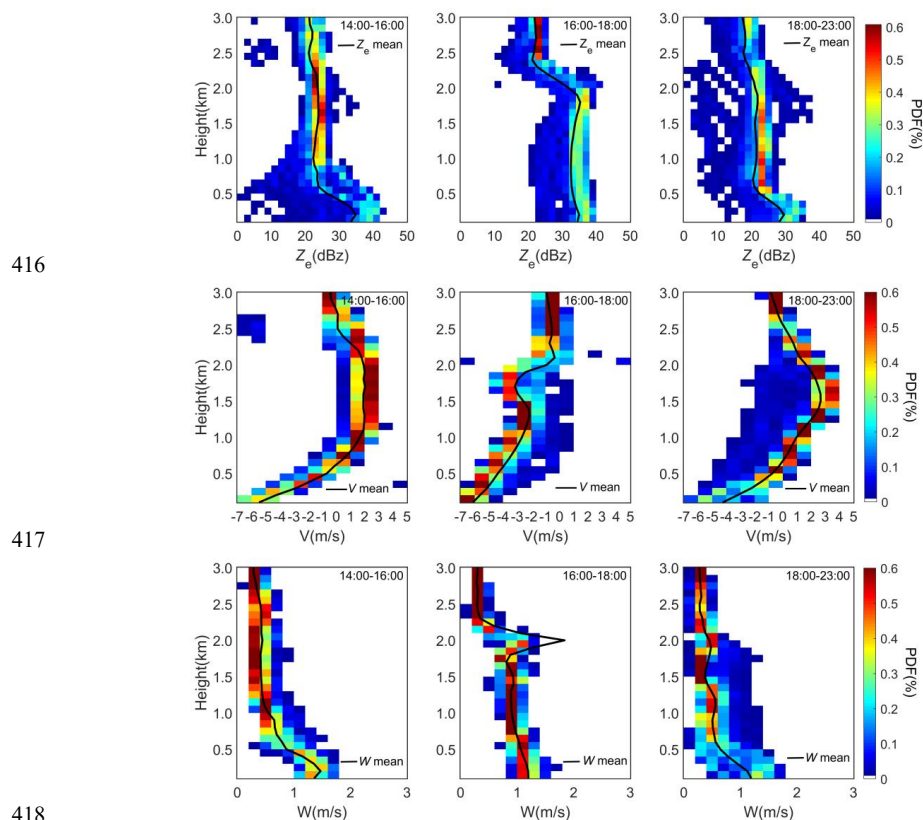 14:00-16:00 16:00-18:00 18:00-23:00
Z_e mean Z_e mean Z_e mean
Height(km)
3.0
2.5
2.0
1.5
1.0
0.5
0 10 20 30 40 50
0 10 20 30 40 50
0 10 20 30 40 50
Z_e(dBz) Z_e(dBz) Z_e(dBz)
0.6
0.5
0.4
0.3
0.2
0.1
0
PDF(%)
416
14:00-16:00 16:00-18:00 18:00-23:00
Height(km)
3.0
2.5
2.0
1.5
1.0
0.5
V mean V mean V mean
-7-6-5-4-3-2-1 0 1 2 3 4 5
-7-6-5-4-3-2-1 0 1 2 3 4 5
-7-6-5-4-3-2-1 0 1 2 3 4 5
V(m/s) V(m/s) V(m/s)
0.6
0.5
0.4
0.3
0.2
0.1
0
PDF(%)
417
14:00-16:00 16:00-18:00 18:00-23:00
Height(km)
3.0
2.5
2.0
1.5
1.0
0.5
W mean W mean W mean
0 1 2 3
0 1 2 3
0 1 2 3
W(m/s) W(m/s) W(m/s)
0.6
0.5
0.4
0.3
0.2
0.1
0
PDF(%)
418